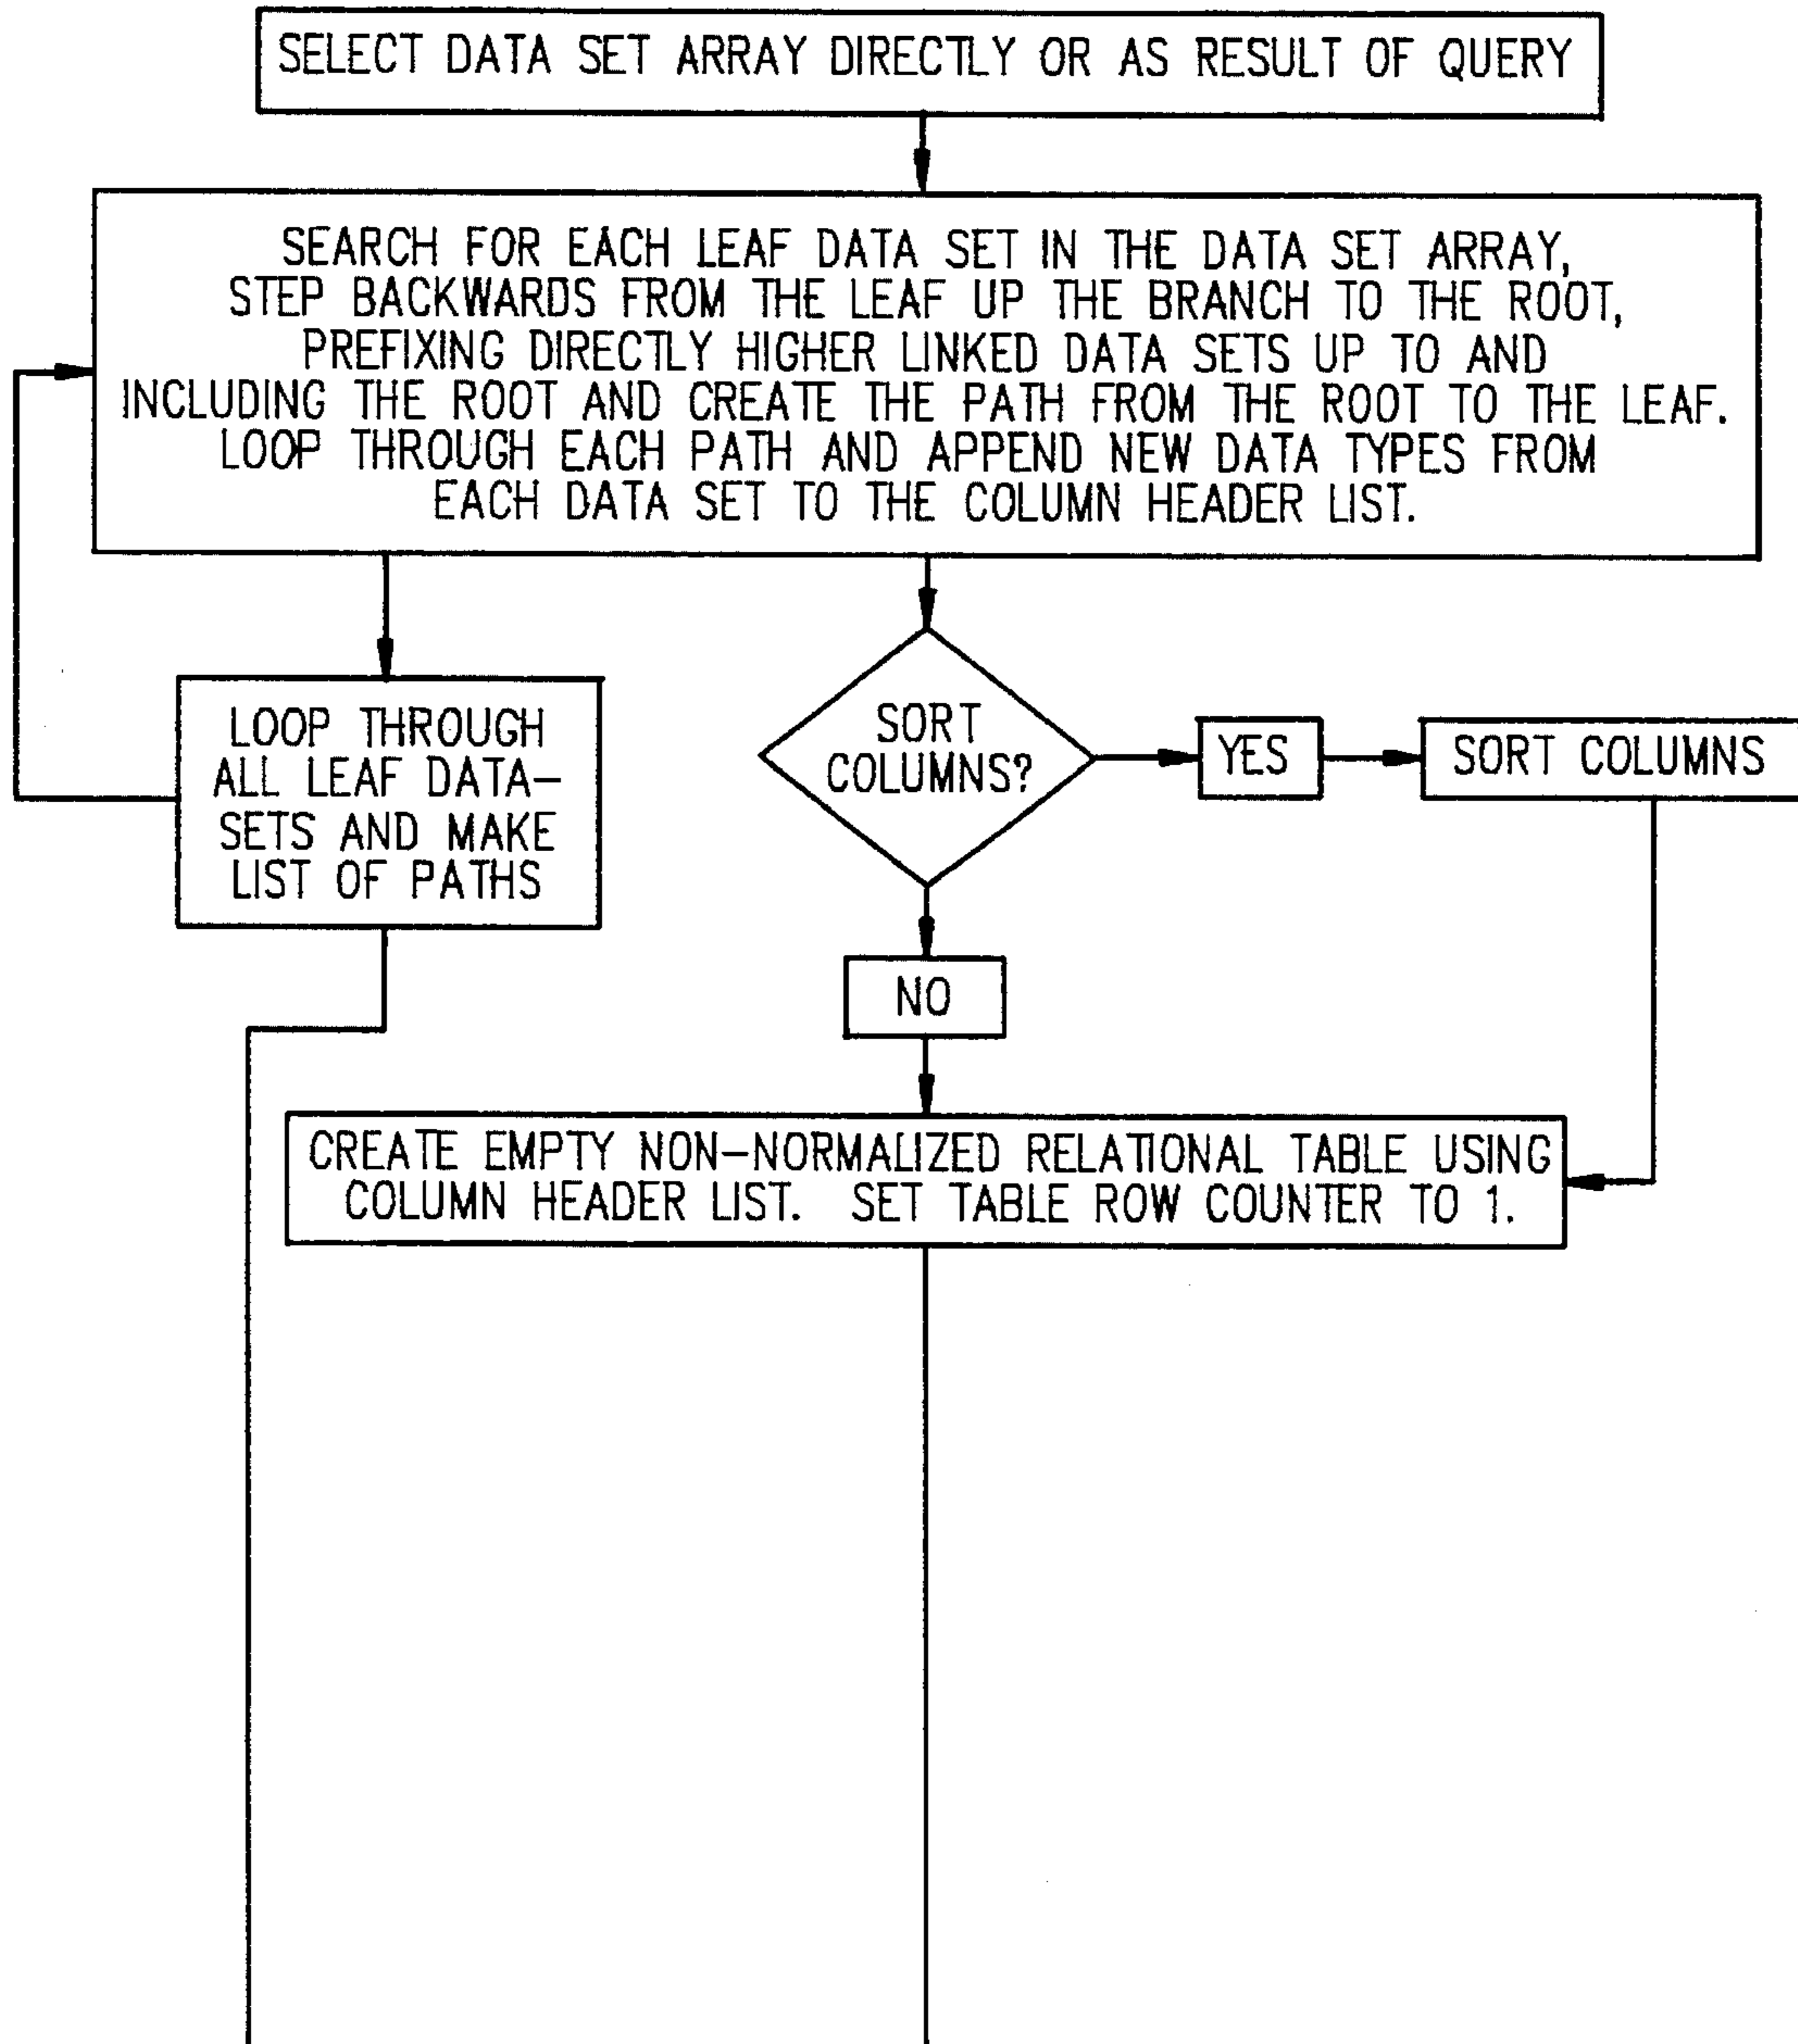 SELECT DATA SET ARRAY DIRECTLY OR AS RESULT OF QUERY
SEARCH FOR EACH LEAF DATA SET IN THE DATA SET ARRAY,
STEP BACKWARDS FROM THE LEAF UP THE BRANCH TO THE ROOT,
PREFIXING DIRECTLY HIGHER LINKED DATA SETS UP TO AND
INCLUDING THE ROOT AND CREATE THE PATH FROM THE ROOT TO THE LEAF.
LOOP THROUGH EACH PATH AND APPEND NEW DATA TYPES FROM
EACH DATA SET TO THE COLUMN HEADER LIST.
LOOP THROUGH
ALL LEAF DATA-
SETS AND MAKE
LIST OF PATHS
SORT
COLUMNS?
YES
SORT COLUMNS
NO
CREATE EMPTY NON-NORMALIZED RELATIONAL TABLE USING
COLUMN HEADER LIST. SET TABLE ROW COUNTER TO 1.